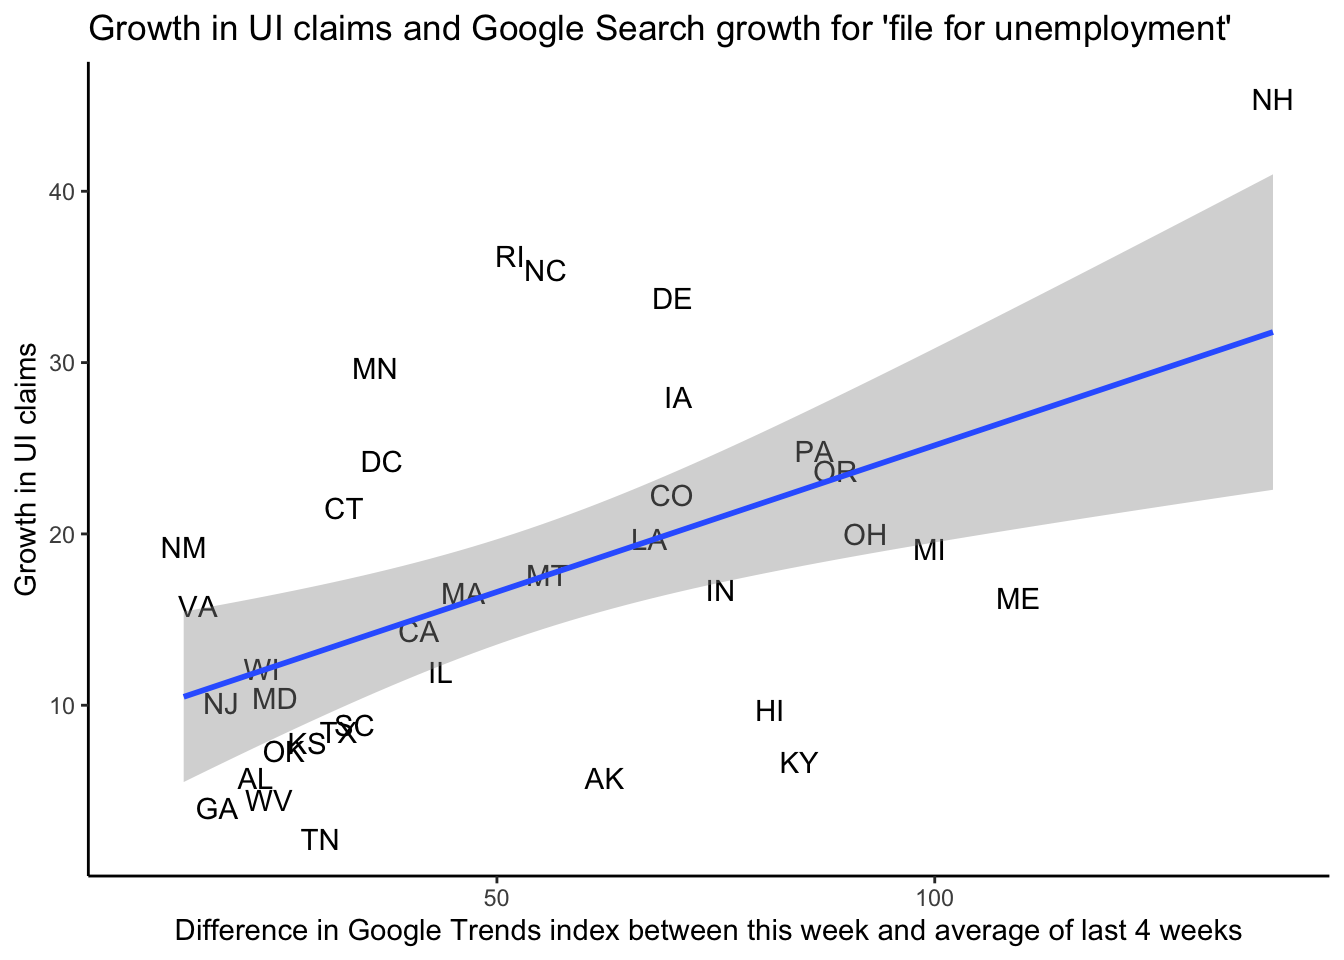 Growth in UI claims and Google Search growth for 'file for unemployment'
NH
40
RI
NC
DE
30
MN
IA
DC
PA
OR
CO
CT
20
NM
LA
OH
MI
MT
IN
MA
ME
VA
CA
WI
IL
NJ
MD
HI
10
SC
TX
KS
OK
KY
AL
AK
WV
GA
TN
50
100
Growth in UI claims
Difference in Google Trends index between this week and average of last 4 weeks